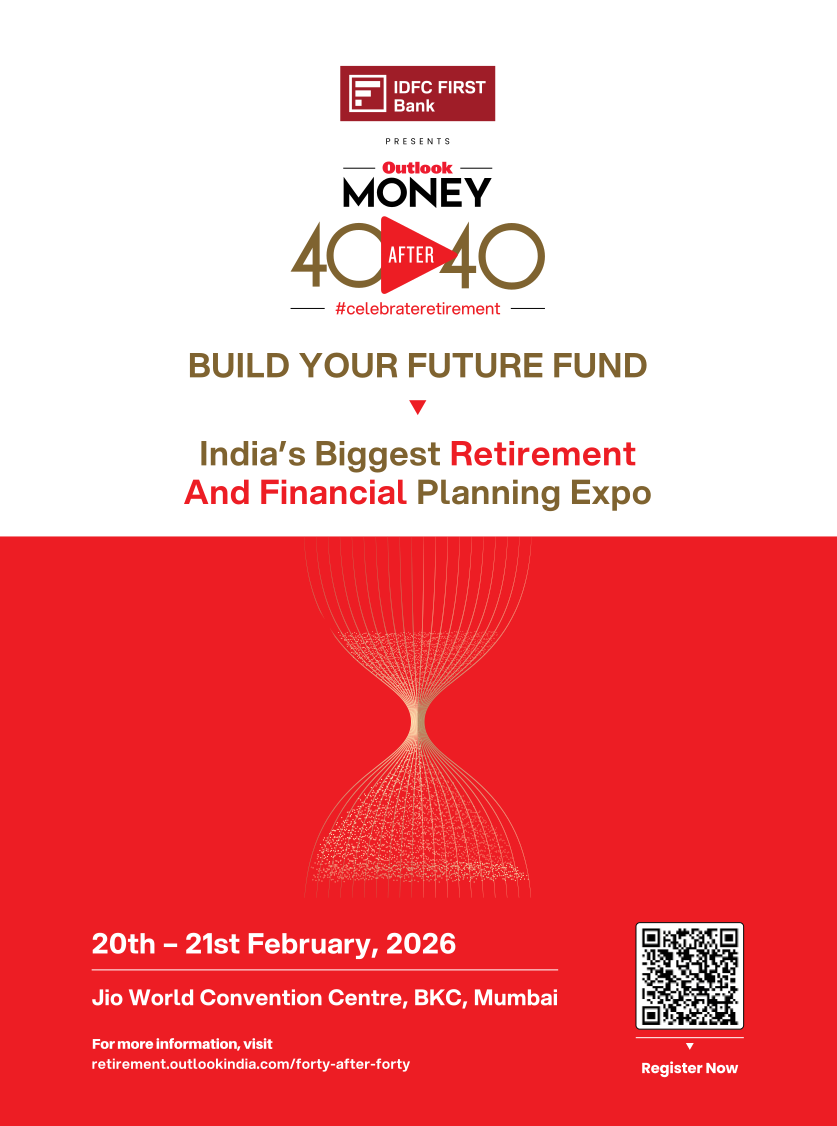 IDFC FIRST
Bank
PRESENTS
Outlook
MONEY
40 AFTER 40
#celebrateretirement
BUILD YOUR FUTURE FUND
India’s Biggest Retirement
And Financial Planning Expo
20th – 21st February, 2026
Jio World Convention Centre, BKC, Mumbai
For more information, visit
retirement.outlookindia.com/forty-after-forty
Register Now